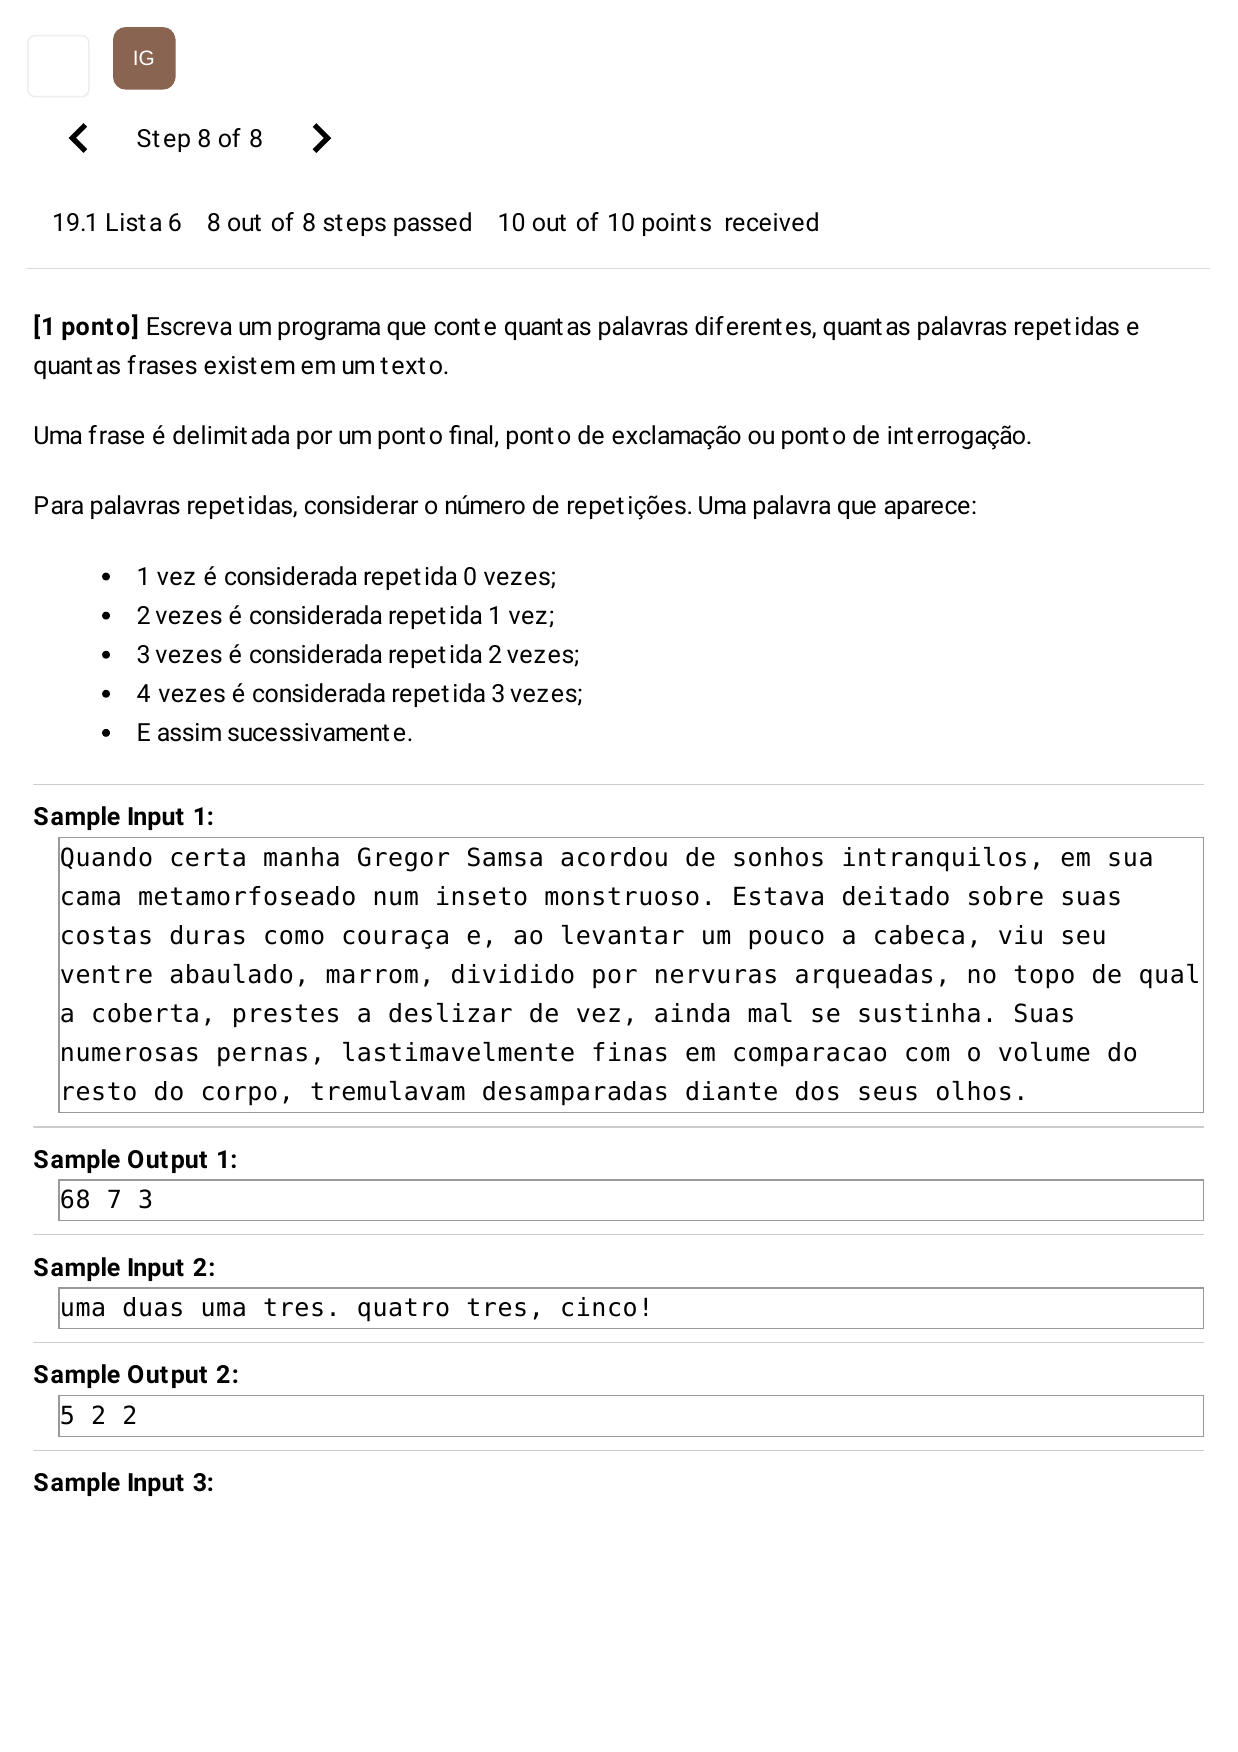 IG
Step 8 of 8
19.1 Lista 6 8 out of 8 steps passed 10 out of 10 points received
[1 ponto] Escreva um programa que conte quantas palavras diferentes, quantas palavras repetidas e
quantas frases existem em um texto.
Uma frase é delimitada por um ponto final, ponto de exclamação ou ponto de interrogação.
Para palavras repetidas, considerar o número de repetições. Uma palavra que aparece:
• 1 vez é considerada repetida 0 vezes;
• 2 vezes é considerada repetida 1 vez;
• 3 vezes é considerada repetida 2 vezes;
• 4 vezes é considerada repetida 3 vezes;
• E assim sucessivamente.
Sample Input 1:
Quando certa manha Gregor Samsa acordou de sonhos intranquilos, em sua
cama metamorfoseado num inseto monstruoso. Estava deitado sobre suas
costas duras como couraça e, ao levantar um pouco a cabeca, viu seu
ventre abaulado, marrom, dividido por nervuras arqueadas, no topo de qual
a coberta, prestes a deslizar de vez, ainda mal se sustinha. Suas
numerosas pernas, lastimavelmente finas em comparacao com o volume do
resto do corpo, tremulavam desamparadas diante dos seus olhos.
Sample Output 1:
68 7 3
Sample Input 2:
uma duas uma tres. quatro tres, cinco!
Sample Output 2:
5 2 2
Sample Input 3: